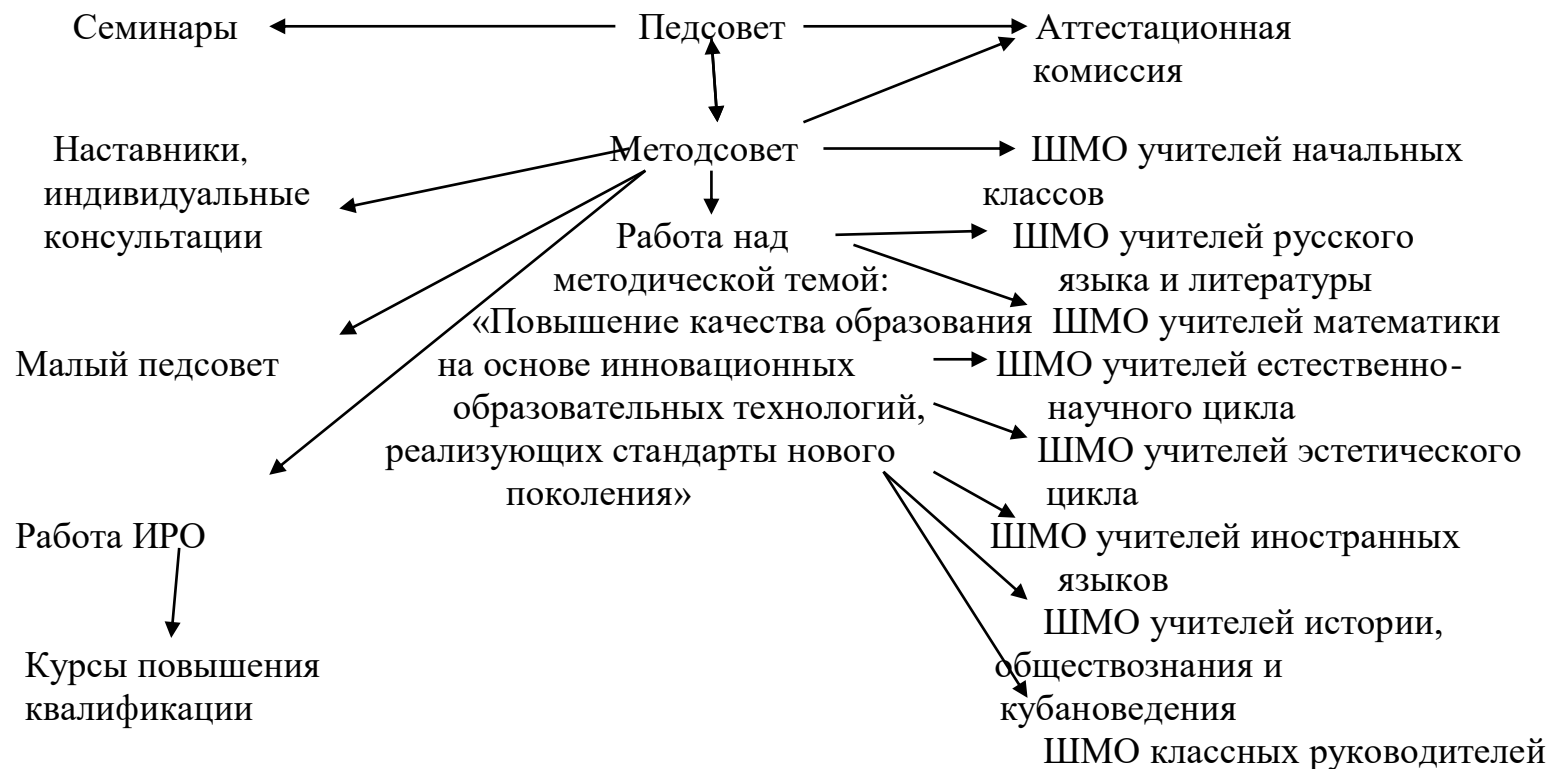 Семинары Педсовет Аттестационная
комиссия
Наставники, Методсовет ШМО учителей начальных
индивидуальные классов
консультации Работа над ШМО учителей русского
методической темой: языка и литературы
«Повышение качества образования ШМО учителей математики
Малый педсовет на основе инновационных ШМО учителей естественно-
образовательных технологий, научного цикла
реализующих стандарты нового ШМО учителей эстетического
поколения» цикла
Работа ИРО ШМО учителей иностранных
языков
ШМО учителей истории,
Курсы повышения обществознания и
квалификации кубановедения
ШМО классных руководителей